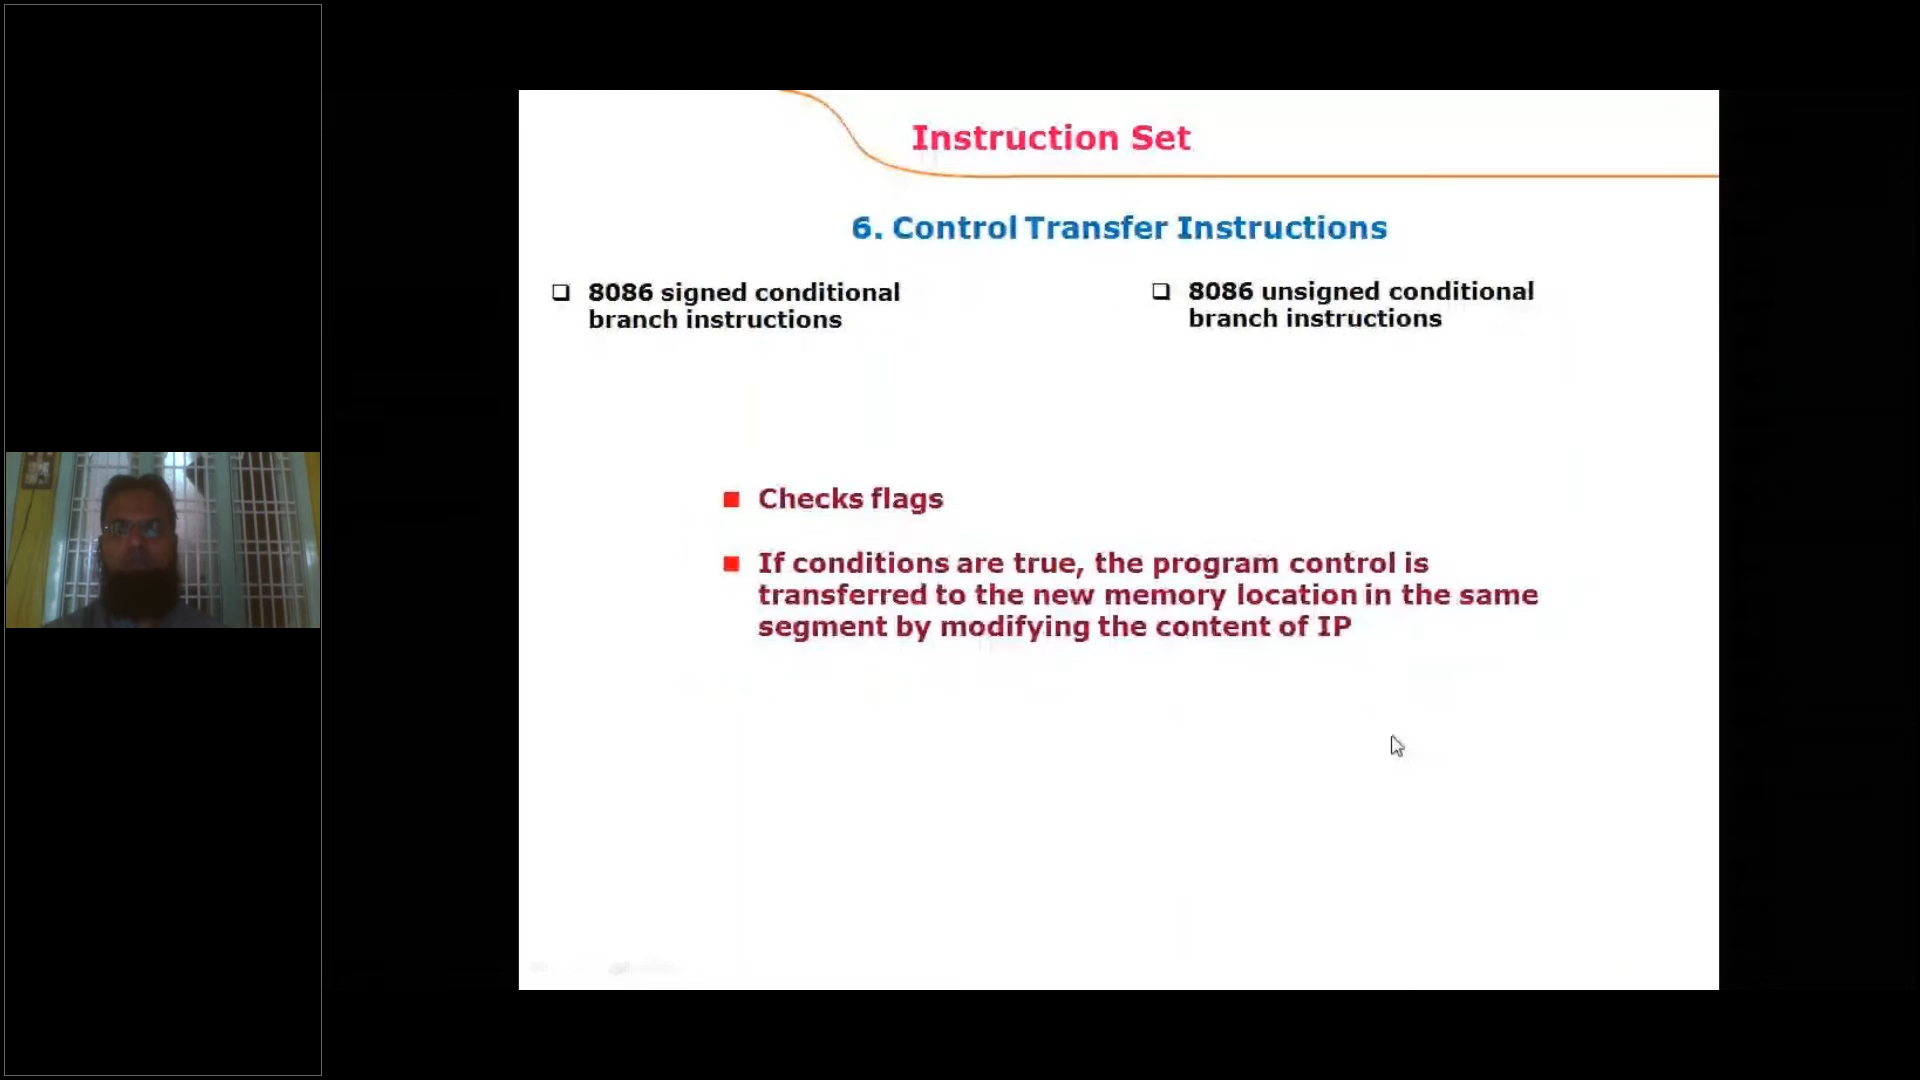 Instruction Set
6. Control Transfer Instructions
❑ 8086 signed conditional
branch instructions
❑ 8086 unsigned conditional
branch instructions
■ Checks flags
■ If conditions are true, the program control is
transferred to the new memory location in the same
segment by modifying the content of IP